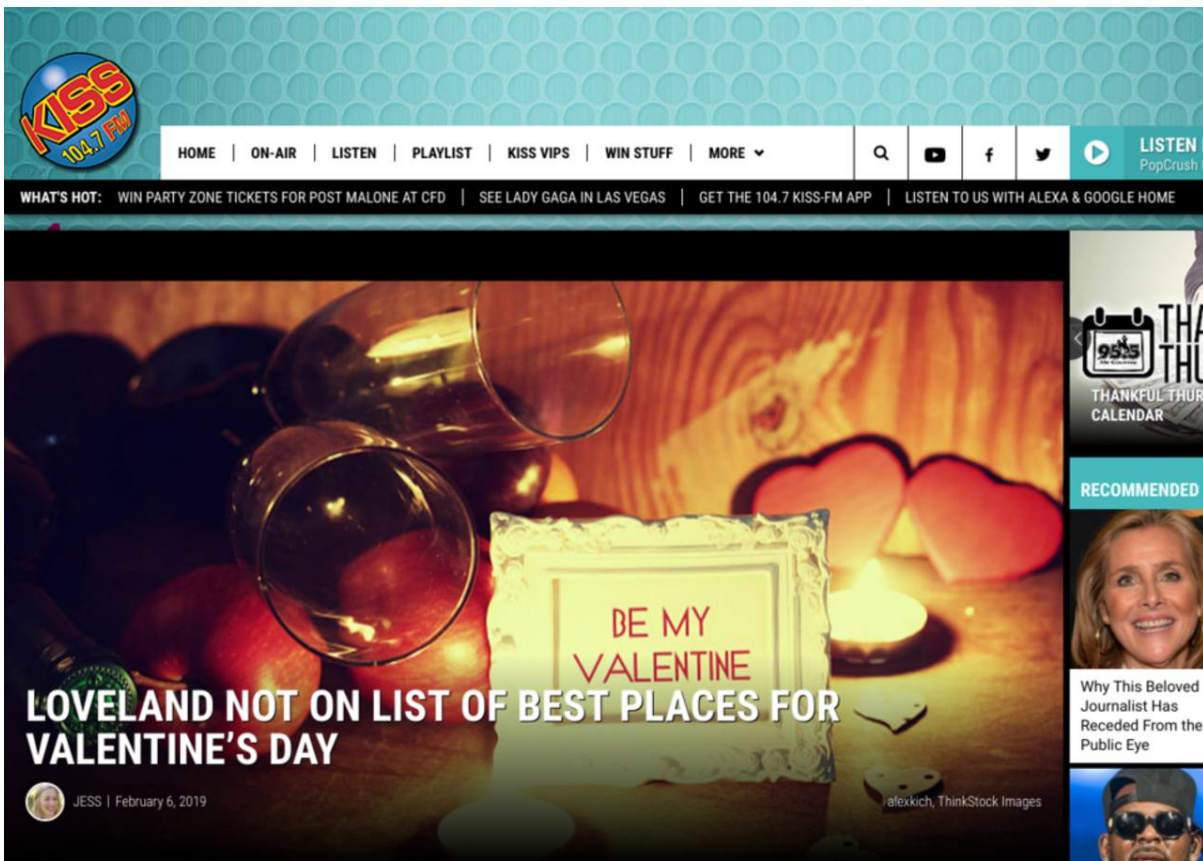 KISS
104.7 FM
HOME
ON-AIR
LISTEN
PLAYLIST
KISS VIPS
WIN STUFF
MORE
LISTEN
PopCrush
WHAT'S HOT:
WIN PARTY ZONE TICKETS FOR POST MALONE AT CFD
SEE LADY GAGA IN LAS VEGAS
GET THE 104.7 KISS-FM APP
LISTEN TO US WITH ALEXA & GOOGLE HOME
95.5
THANKFUL THUR
CALENDAR
RECOMMENDED
BE MY
VALENTINE
LOVELAND NOT ON LIST OF BEST PLACES FOR
VALENTINE'S DAY
JESS | February 6, 2019
alexkich, ThinkStock Images
Why This Beloved
Journalist Has
Receded From the
Public Eye